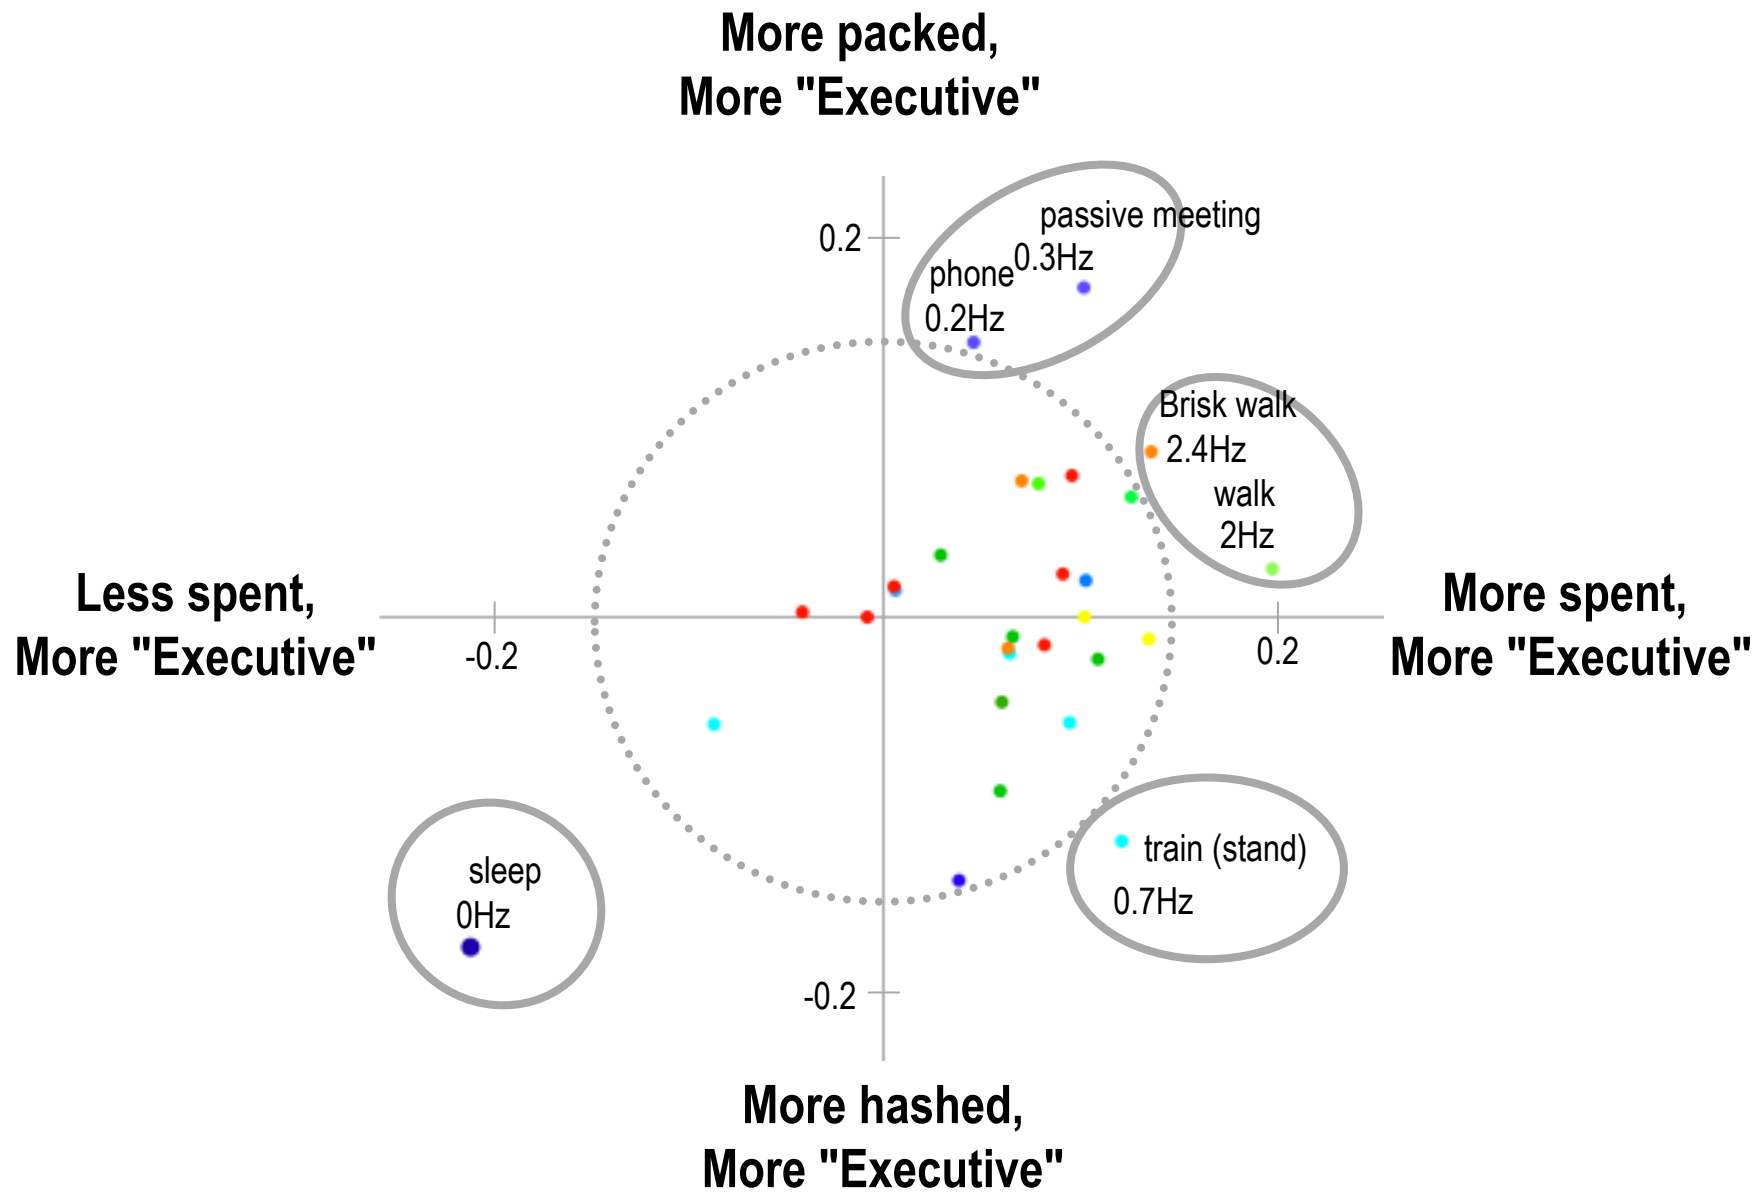 More packed,
More "Executive"
passive meeting
0.3Hz
phone
0.2Hz
0.2
Brisk walk
2.4Hz
walk
2Hz
Less spent,
More "Executive"
-0.2
0.2
More spent,
More "Executive"
train (stand)
0.7Hz
sleep
0Hz
-0.2
More hashed,
More "Executive"